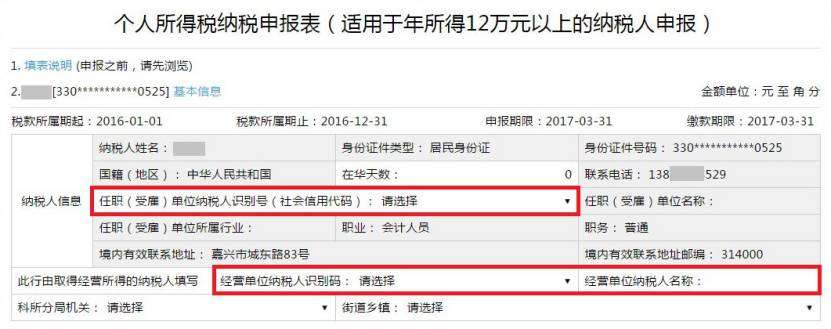 个人所得税纳税申报表（适用于年所得12万元以上的纳税人申报）
1. 填表说明 (申报之前，请先浏览)
2. [330***********0525] 基本信息 金额单位：元 至 角 分
税款所属期起：2016-01-01 税款所属期止：2016-12-31 申报期限：2017-03-31 缴款期限：2017-03-31
纳税人姓名： 身份证件类型： 居民身份证 身份证件号码： 330***********0525
国籍（地区）： 中华人民共和国 在华天数： 0 联系电话： 138 529
纳税人信息 任职（受雇）单位纳税人识别号（社会信用代码）： 请选择 ▼ 任职（受雇）单位名称：
任职（受雇）单位所属行业： 职业： 会计人员 职务： 普通
境内有效联系地址： 嘉兴市城东路83号 境内有效联系地址邮编： 314000
此行由取得经营所得的纳税人填写 经营单位纳税人识别码： 请选择 ▼ 经营单位纳税人名称：
科所分局机关： 请选择 ▼ 街道乡镇： 请选择 ▼